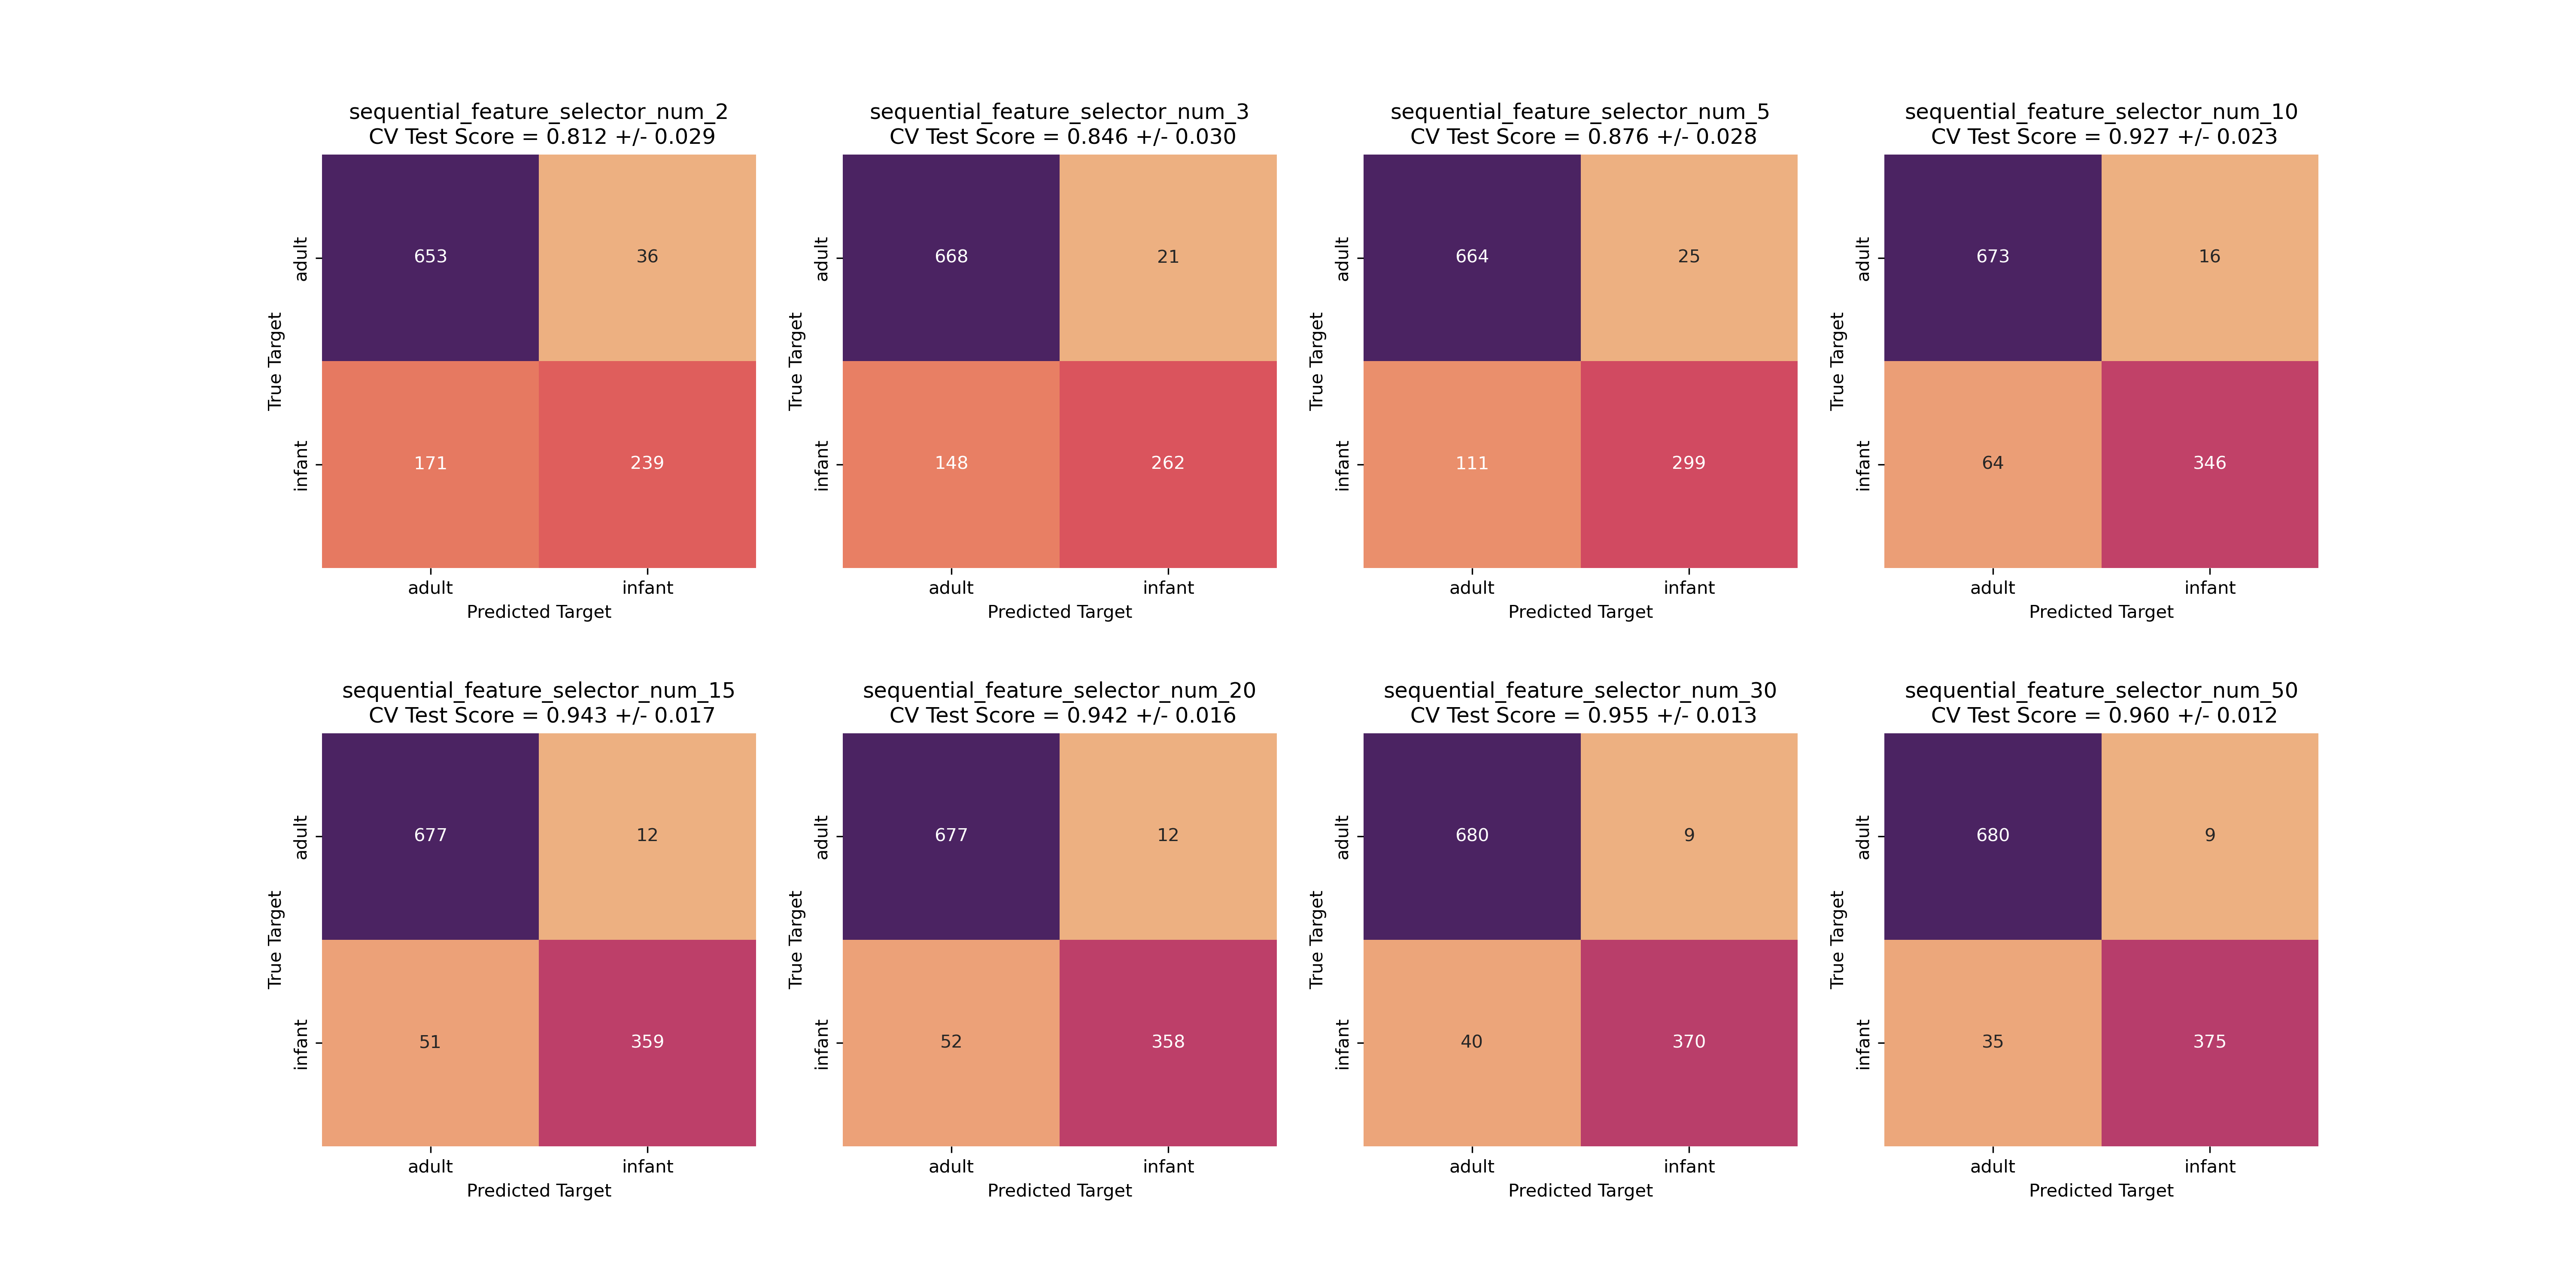 sequential_feature_selector_num_2
CV Test Score = 0.812 +/- 0.029
True Target
adult
infant
653
36
171
239
adult
infant
Predicted Target
sequential_feature_selector_num_3
CV Test Score = 0.846 +/- 0.030
True Target
adult
infant
668
21
148
262
adult
infant
Predicted Target
sequential_feature_selector_num_5
CV Test Score = 0.876 +/- 0.028
True Target
adult
infant
664
25
111
299
adult
infant
Predicted Target
sequential_feature_selector_num_10
CV Test Score = 0.927 +/- 0.023
True Target
adult
infant
673
16
64
346
adult
infant
Predicted Target
sequential_feature_selector_num_15
CV Test Score = 0.943 +/- 0.017
True Target
adult
infant
677
12
51
359
adult
infant
Predicted Target
sequential_feature_selector_num_20
CV Test Score = 0.942 +/- 0.016
True Target
adult
infant
677
12
52
358
adult
infant
Predicted Target
sequential_feature_selector_num_30
CV Test Score = 0.955 +/- 0.013
True Target
adult
infant
680
9
40
370
adult
infant
Predicted Target
sequential_feature_selector_num_50
CV Test Score = 0.960 +/- 0.012
True Target
adult
infant
680
9
35
375
adult
infant
Predicted Target